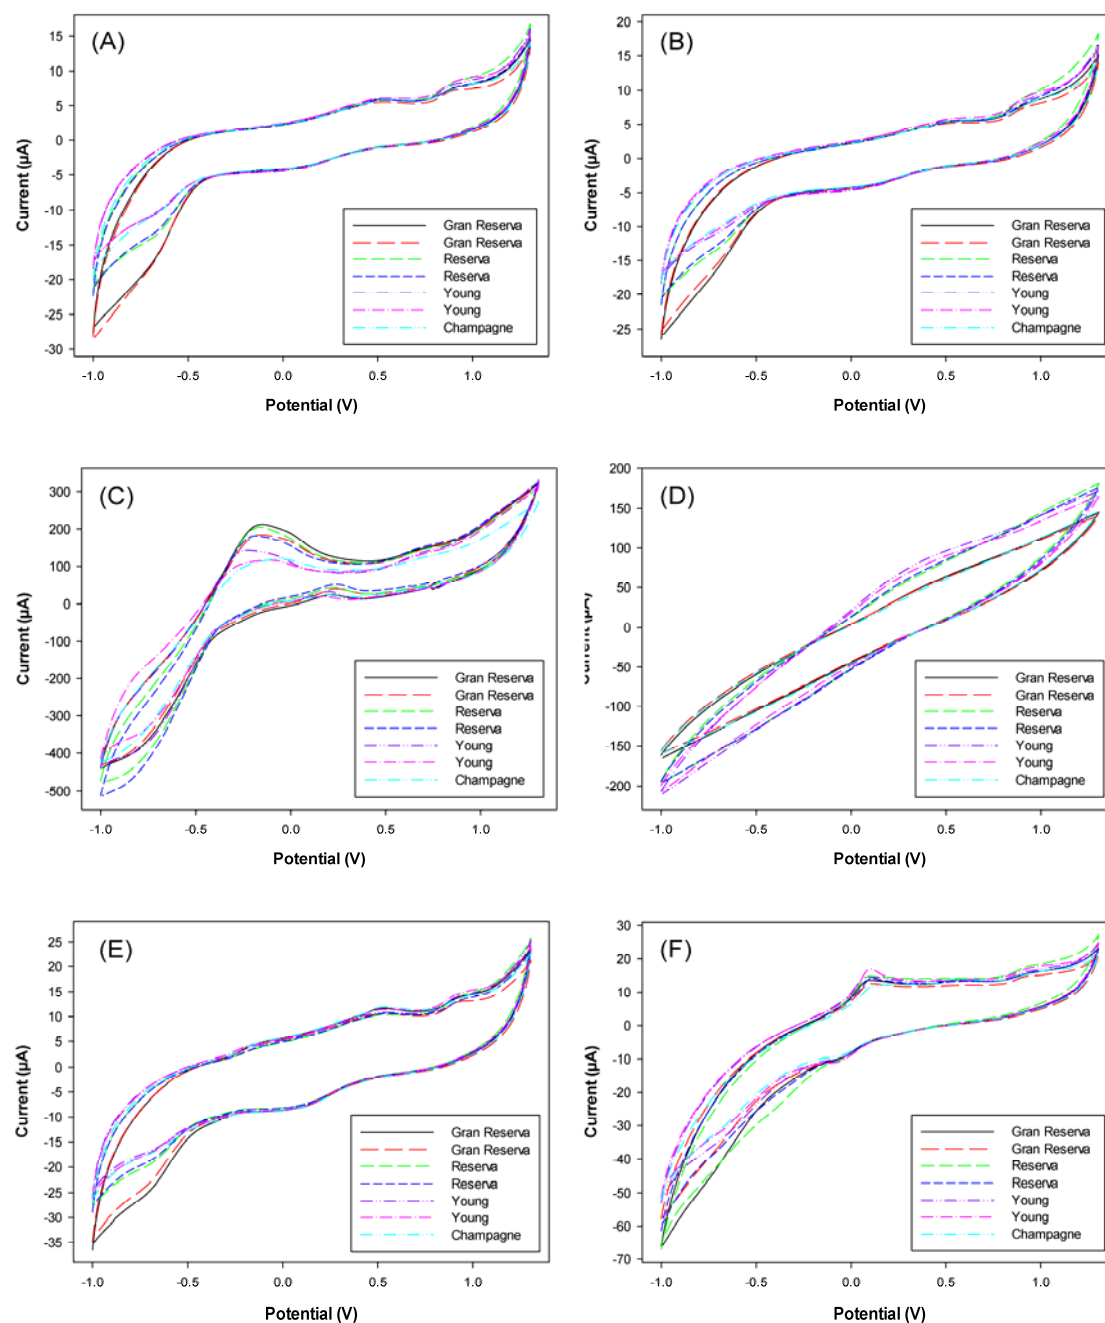 (A)
15
10
5
0
-5
-10
-15
-20
-25
-30
Current (µA)
-1.0 -0.5 0.0 0.5 1.0
Potential (V)
Gran Reserva
Gran Reserva
Reserva
Reserva
Young
Young
Champagne
(B)
20
15
10
5
0
-5
-10
-15
-20
-25
Current (µA)
-1.0 -0.5 0.0 0.5 1.0
Potential (V)
Gran Reserva
Gran Reserva
Reserva
Reserva
Young
Young
Champagne
(C)
300
200
100
0
-100
-200
-300
-400
-500
Current (µA)
-1.0 -0.5 0.0 0.5 1.0
Potential (V)
Gran Reserva
Gran Reserva
Reserva
Reserva
Young
Young
Champagne
(D)
200
150
100
50
0
-50
-100
-150
-200
Current (µA)
-1.0 -0.5 0.0 0.5 1.0
Potential (V)
Gran Reserva
Gran Reserva
Reserva
Reserva
Young
Young
Champagne
(E)
25
20
15
10
5
0
-5
-10
-15
-20
-25
-30
-35
Current (µA)
-1.0 -0.5 0.0 0.5 1.0
Potential (V)
Gran Reserva
Gran Reserva
Reserva
Reserva
Young
Young
Champagne
(F)
30
20
10
0
-10
-20
-30
-40
-50
-60
-70
Current (µA)
-1.0 -0.5 0.0 0.5 1.0
Potential (V)
Gran Reserva
Gran Reserva
Reserva
Reserva
Young
Young
Champagne